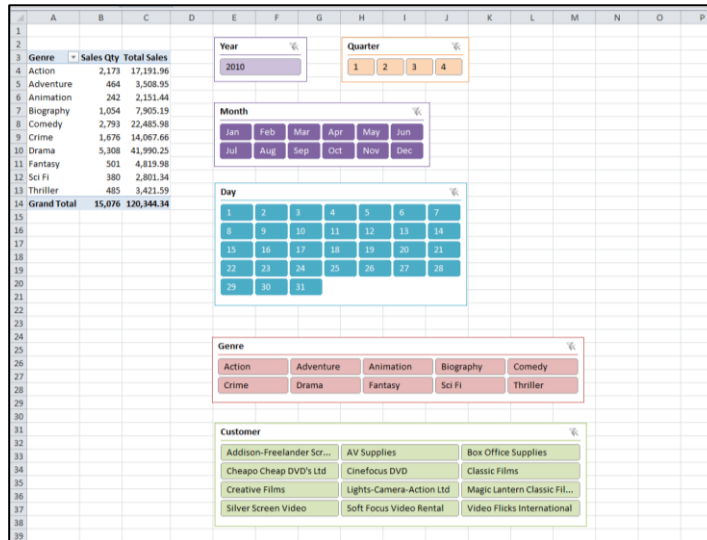 A B C D E F G H I J K L M N O P
1
2 Year Quarter
3 Genre Sales Qty Total Sales
4 Action 2,173 17,191.96 2010 1 2 3 4
5 Adventure 464 3,508.95
6 Animation 242 2,151.44
7 Biography 1,054 7,905.19 Month
8 Comedy 2,793 22,485.98
9 Crime 1,676 14,067.66 Jan Feb Mar Apr May Jun
10 Drama 5,308 41,990.25 Jul Aug Sep Oct Nov Dec
11 Fantasy 501 4,819.98
12 Sci Fi 380 2,801.34
13 Thriller 485 3,421.59 Day
14 Grand Total 15,076 120,344.34
15 1 2 3 4 5 6 7
16 8 9 10 11 12 13 14
17
18 15 16 17 18 19 20 21
19 22 23 24 25 26 27 28
20 29 30 31
21
22
23
24
25 Genre
26 Action Adventure Animation Biography Comedy
27
28 Crime Drama Fantasy Sci Fi Thriller
29
30
31 Customer
32
33 Addison-Freelander Scr... AV Supplies Box Office Supplies
34 Cheapo Cheap DVD's Ltd Cinefocus DVD Classic Films
35
36 Creative Films Lights-Camera-Action Ltd Magic Lantern Classic Fil...
37 Silver Screen Video Soft Focus Video Rental Video Flicks International
38
39